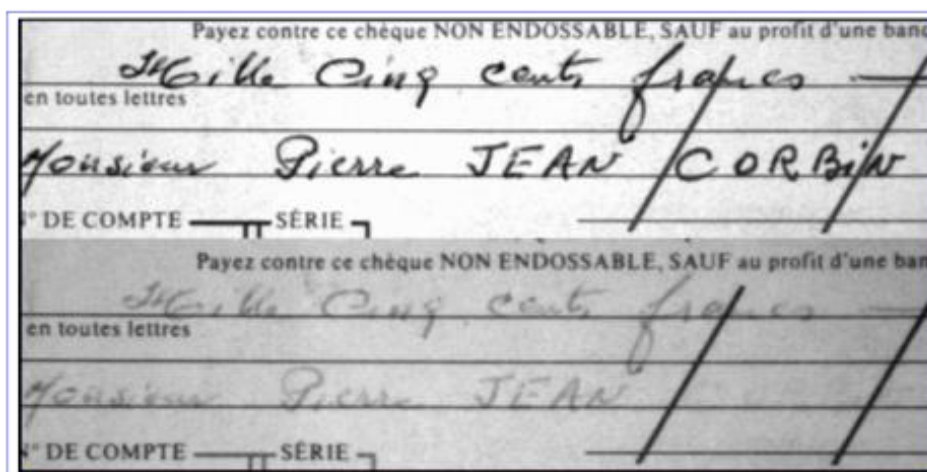 Payez contre ce chèque NON ENDOSSABLE, SAUF au profit d'une
Mille Cinq cents francs
en toutes lettres
Monsieur Pierre JEAN CORBIN
N° DE COMPTE SÉRIE
Payez contre ce chèque NON ENDOSSABLE, SAUF au profit d'une
Mille Cinq cents francs
en toutes lettres
Monsieur Pierre JEAN
N° DE COMPTE SÉRIE